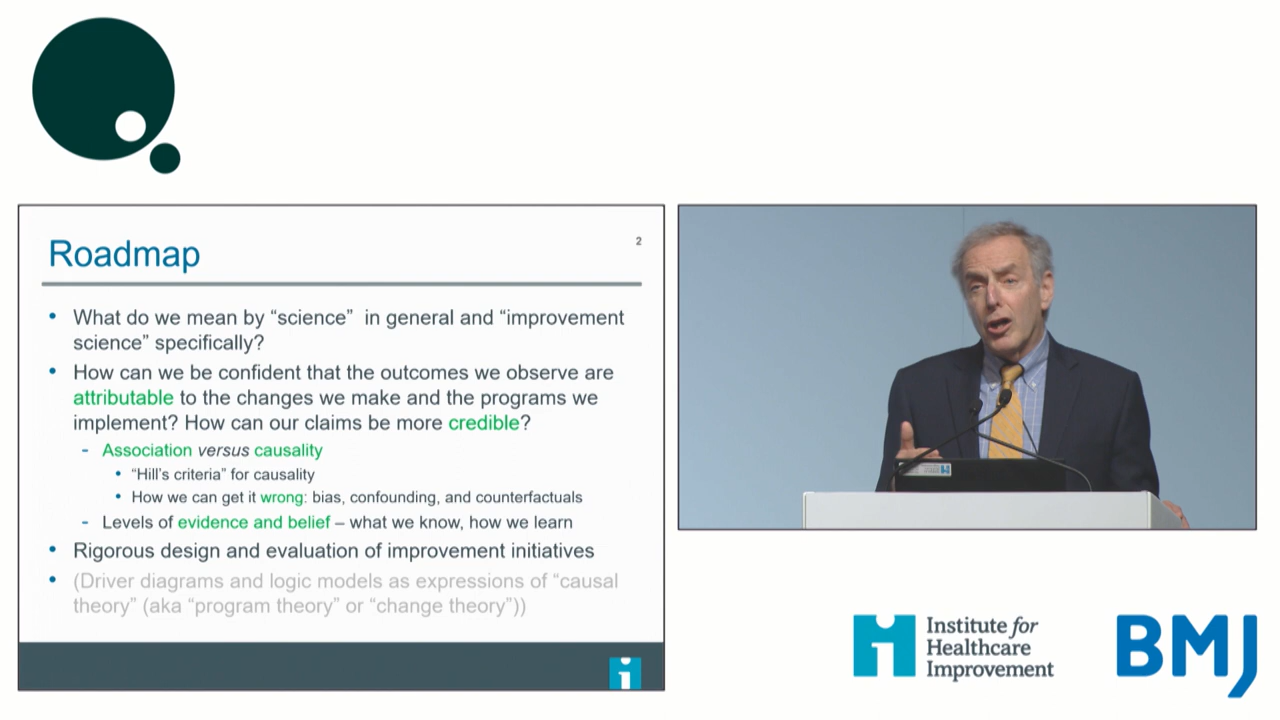 Roadmap
2
• What do we mean by “science” in general and “improvement
science” specifically?
• How can we be confident that the outcomes we observe are
attributable to the changes we make and the programs we
implement? How can our claims be more credible?
- Association versus causality
• “Hill’s criteria” for causality
• How we can get it wrong: bias, confounding, and counterfactuals
- Levels of evidence and belief – what we know, how we learn
• Rigorous design and evaluation of improvement initiatives
• (Driver diagrams and logic models as expressions of “causal
theory” (aka “program theory” or “change theory”))
Institute for
Healthcare
Improvement
BMJ